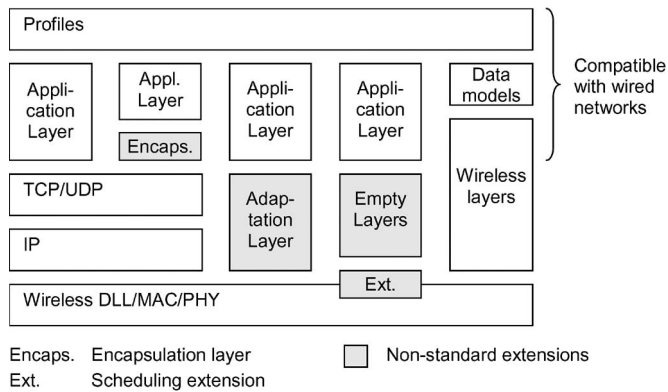 Profiles
Appli-
cation
Layer
Appl.
Layer
Encaps.
Appli-
cation
Layer
Appli-
cation
Layer
Data
models
Compatible
with wired
networks
TCP/UDP
IP
Adap-
tation
Layer
Empty
Layers
Wireless
layers
Ext.
Wireless DLL/MAC/PHY
Encaps. Encapsulation layer
Non-standard extensions
Ext. Scheduling extension